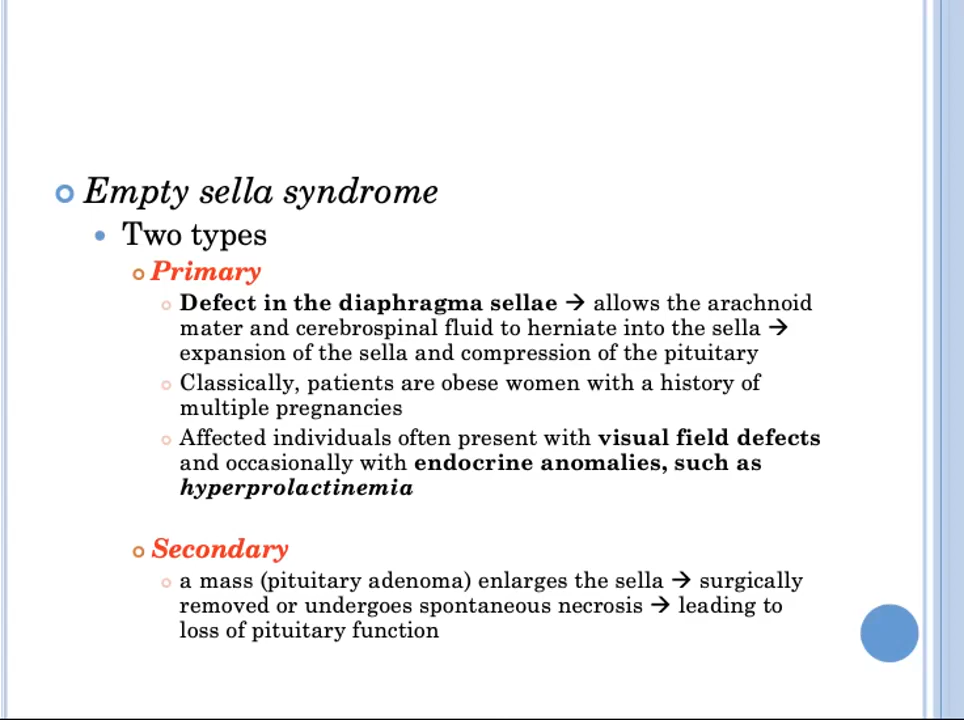 Empty sella syndrome
Two types
Primary
Defect in the diaphragma sellae → allows the arachnoid
mater and cerebrospinal fluid to herniate into the sella →
expansion of the sella and compression of the pituitary
Classically, patients are obese women with a history of
multiple pregnancies
Affected individuals often present with visual field defects
and occasionally with endocrine anomalies, such as
hyperprolactinemia
Secondary
a mass (pituitary adenoma) enlarges the sella → surgically
removed or undergoes spontaneous necrosis → leading to
loss of pituitary function